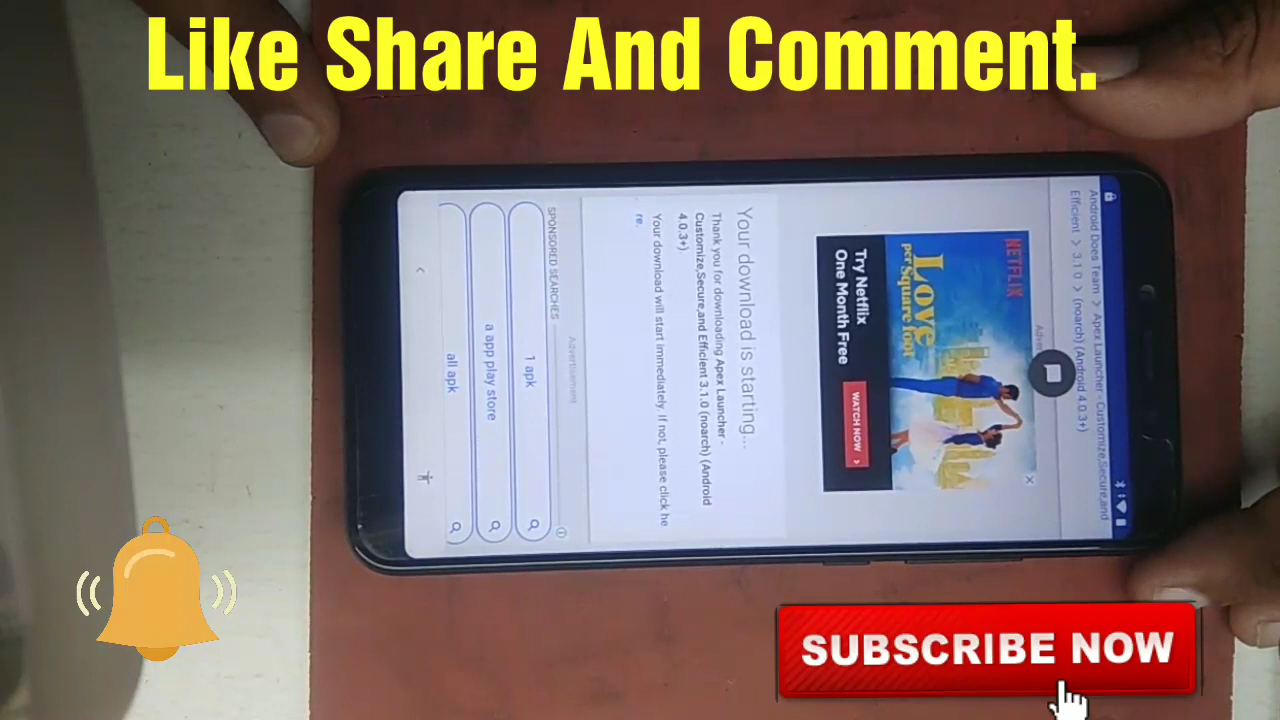 Like Share And Comment.
Android Does Team > Apex Launcher - Customize,Secure,and
Efficient > 3.1.0 > (noarch) (Android 4.0.3+)
NETFLIX
Love
per Square foot
Try Netflix
One Month Free
WATCH NOW >
Your download is starting...
Thank you for downloading Apex Launcher -
Customize,Secure,and Efficient 3.1.0 (noarch) (Android
4.0.3+).
Your download will start immediately. If not, please click he
re.
Advertisement
SPONSORED SEARCHES
1 apk
a app play store
all apk
SUBSCRIBE NOW